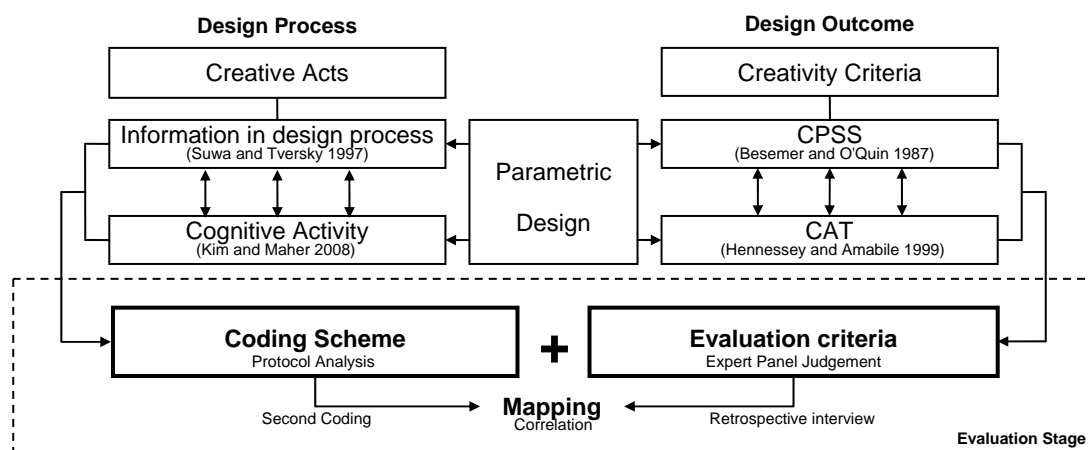 Design Process
Design Outcome
Creative Acts
Creativity Criteria
Information in design process
(Suwa and Tversky 1997)
Cognitive Activity
(Kim and Maher 2008)
Parametric
Design
CPSS
(Besemer and O'Quin 1987)
CAT
(Hennessey and Amabile 1999)
Coding Scheme
Protocol Analysis
+
Evaluation criteria
Expert Panel Judgement
Second Coding
Mapping
Correlation
Retrospective interview
Evaluation Stage